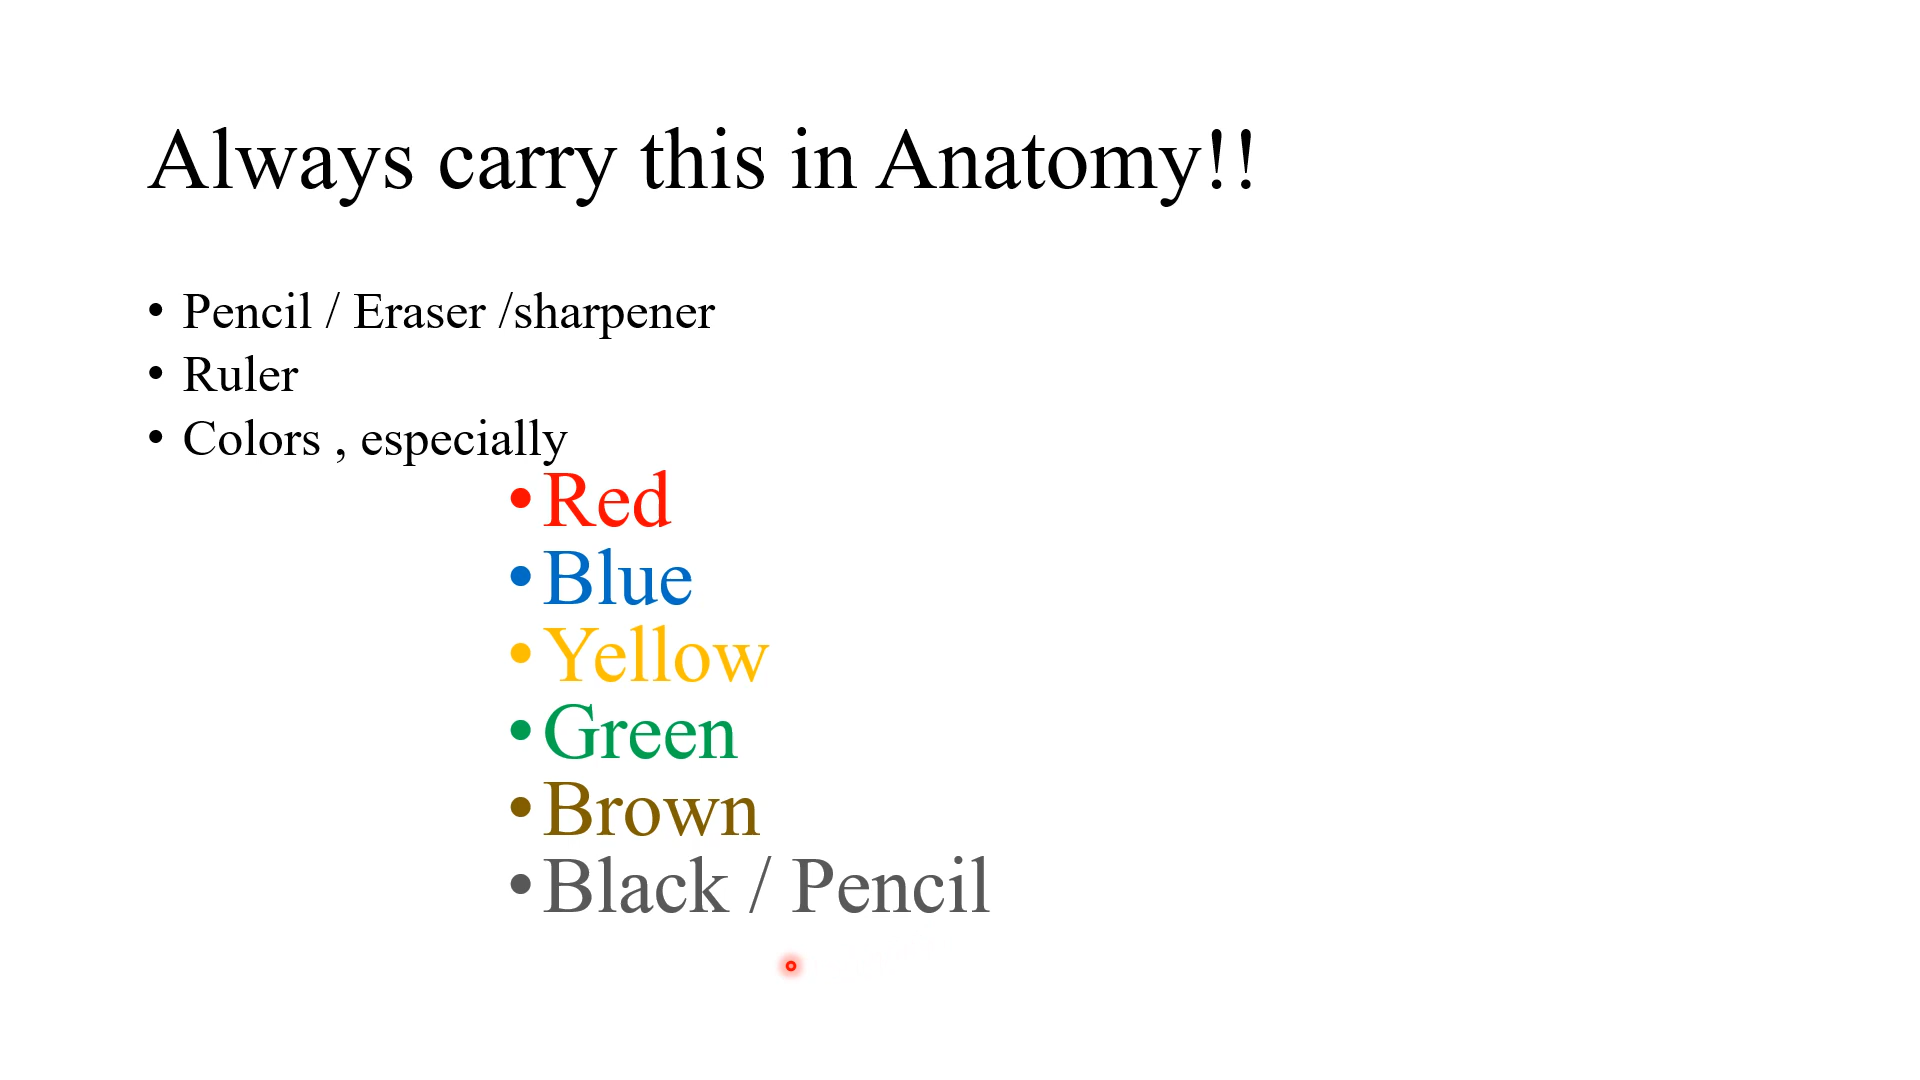 Always carry this in Anatomy!!
• Pencil / Eraser /sharpener
• Ruler
• Colors , especially
• Red
• Blue
• Yellow
• Green
• Brown
• Black / Pencil